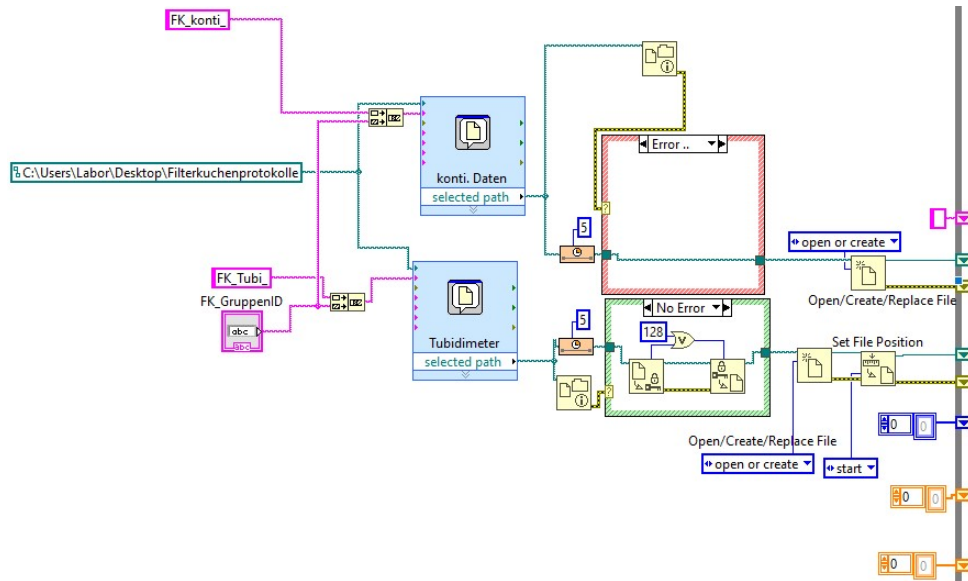 FK_konti_
konti. Daten
selected path
C:\Users\Labor\Desktop\Filterkuchenprotokolle
Error ..
5
open or create
Open/Create/Replace File
FK_Tubi_
FK_GruppenID
abc
abc
Tubidimeter
selected path
5
No Error
128
Set File Position
Open/Create/Replace File
open or create
start
0
0
0
0
0
0